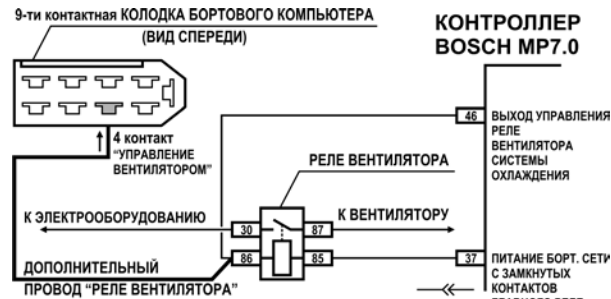 9-ти контактная КОЛОДКА БОРТОВОГО КОМПЬЮТЕРА
(ВИД СПЕРЕДИ)
КОНТРОЛЛЕР
BOSCH MP7.0
4 контакт
"УПРАВЛЕНИЕ
ВЕНТИЛЯТОРОМ"
46
ВЫХОД УПРАВЛЕНИЯ
РЕЛЕ
ВЕНТИЛЯТОРА
СИСТЕМЫ
ОХЛАЖДЕНИЯ
РЕЛЕ ВЕНТИЛЯТОРА
К ЭЛЕКТРООБОРУДОВАНИЮ
30
87
К ВЕНТИЛЯТОРУ
86
85
37
ПИТАНИЕ БОРТ. СЕТИ
С ЗАМКНУТЫХ
КОНТАКТОВ
ДОПОЛНИТЕЛЬНЫЙ
ПРОВОД "РЕЛЕ ВЕНТИЛЯТОРА"